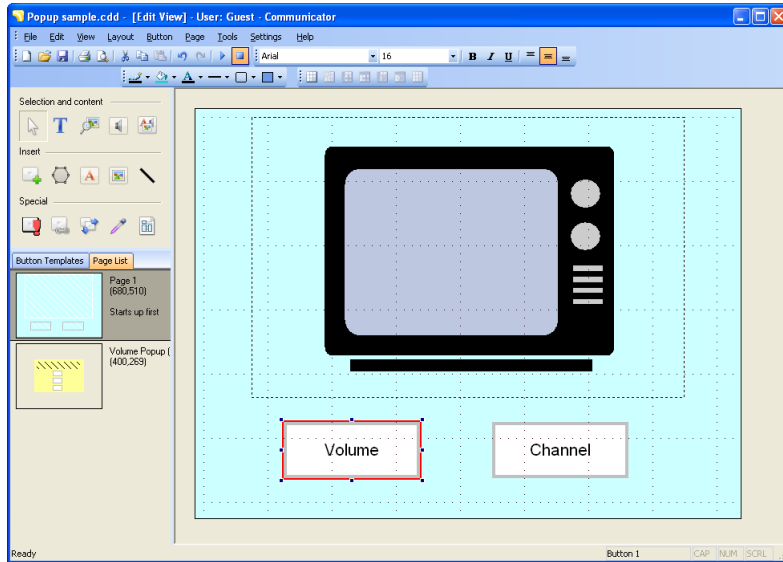 Popup sample.cdd - [Edit View] - User: Guest - Communicator
File Edit View Layout Button Page Tools Settings Help
Arial 16 B I U
A
Selection and content
T
Insert
A
Special
Button Templates Page List
Page 1
(680,510)
Starts up first
Volume Popup (
(400,269)
Volume Channel
Ready Button 1 CAP NUM SCRL